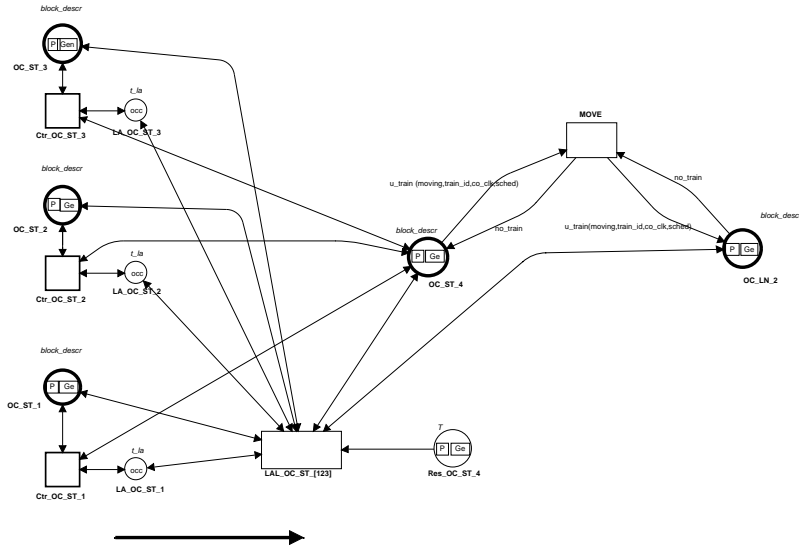 block_descr
P Gen
OC_ST_3
t_la
occ
LA_OC_ST_3
Ctr_OC_ST_3
MOVE
u_train (moving,train_id,co_clk,sched)
no_train
no_train
u_train(moving,train_id,co_clk,sched)
block_descr
P Ge
OC_ST_2
t_la
occ
LA_OC_ST_2
Ctr_OC_ST_2
block_descr
P Ge
OC_ST_4
block_desc
P Ge
OC_LN_2
block_descr
P Ge
OC_ST_1
t_la
occ
LA_OC_ST_1
Ctr_OC_ST_1
LAL_OC_ST_[123]
T
P Ge
Res_OC_ST_4